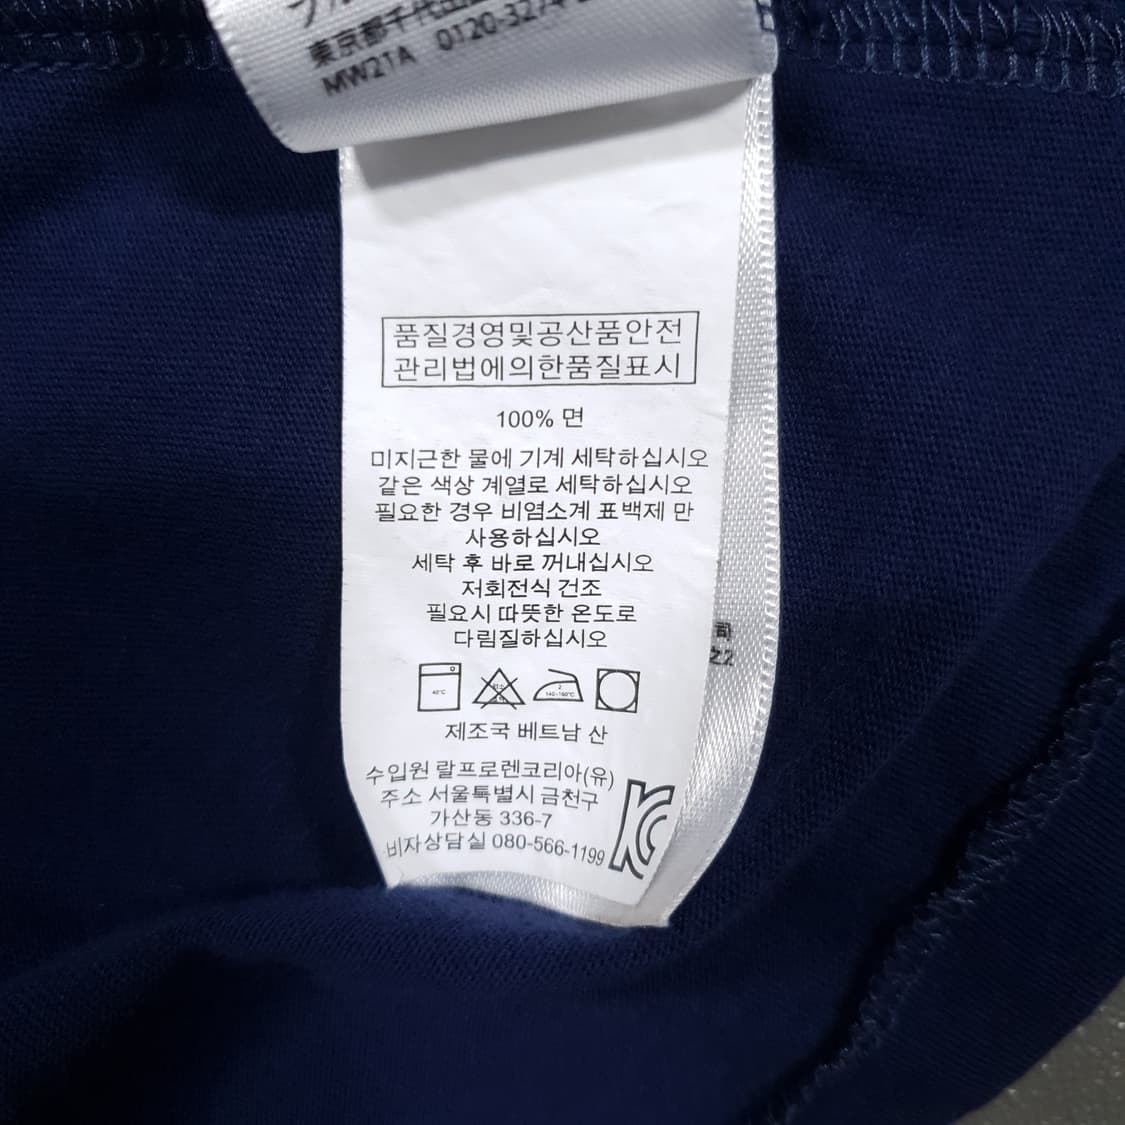 東京都千代田
MW21A 0120-3274-2
품질경영및공산품안전
관리법에의한품질표시
100% 면
미지근한 물에 기계 세탁하십시오
같은 색상 계열로 세탁하십시오
필요한 경우 비염소계 표백제 만
사용하십시오
세탁 후 바로 꺼내십시오
저회전식 건조
필요시 따뜻한 온도로
다림질하십시오
司
之2
40℃
2
140-160℃
제조국 베트남 산
수입원 랄프로렌코리아(유)
주소 서울특별시 금천구
가산동 336-7
비자상담실 080-566-1199